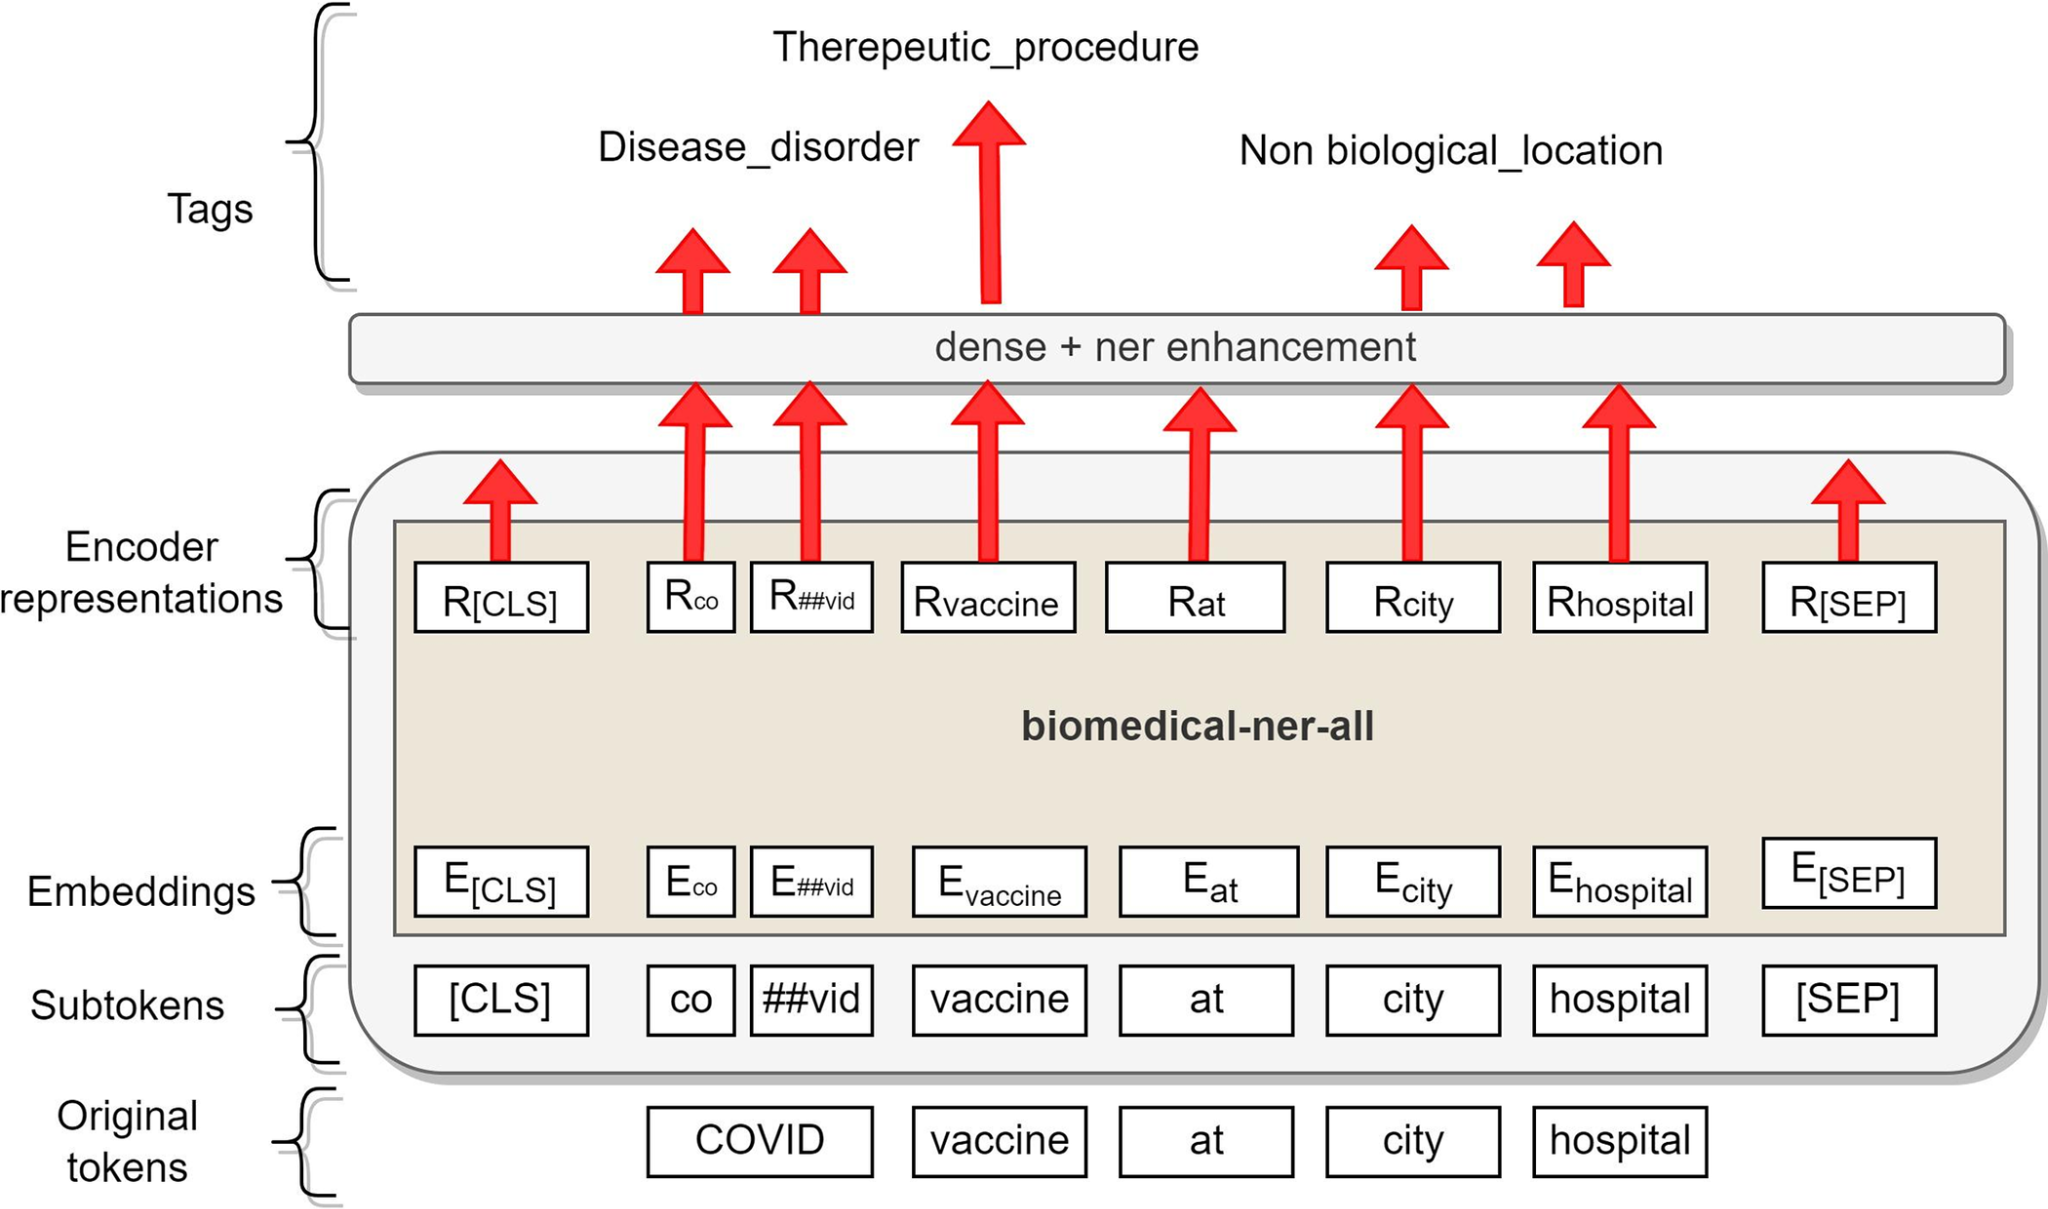 Therepeutic_procedure
Disease_disorder
Non biological_location
Tags
dense + ner enhancement
Encoder
representations
R[CLS] Rco R##vid Rvaccine Rat Rcity Rhospital R[SEP]
biomedical-ner-all
Embeddings
E[CLS] Eco E##vid Evaccine Eat Ecity Ehospital E[SEP]
Subtokens
[CLS] co ##vid vaccine at city hospital [SEP]
Original
tokens
COVID vaccine at city hospital